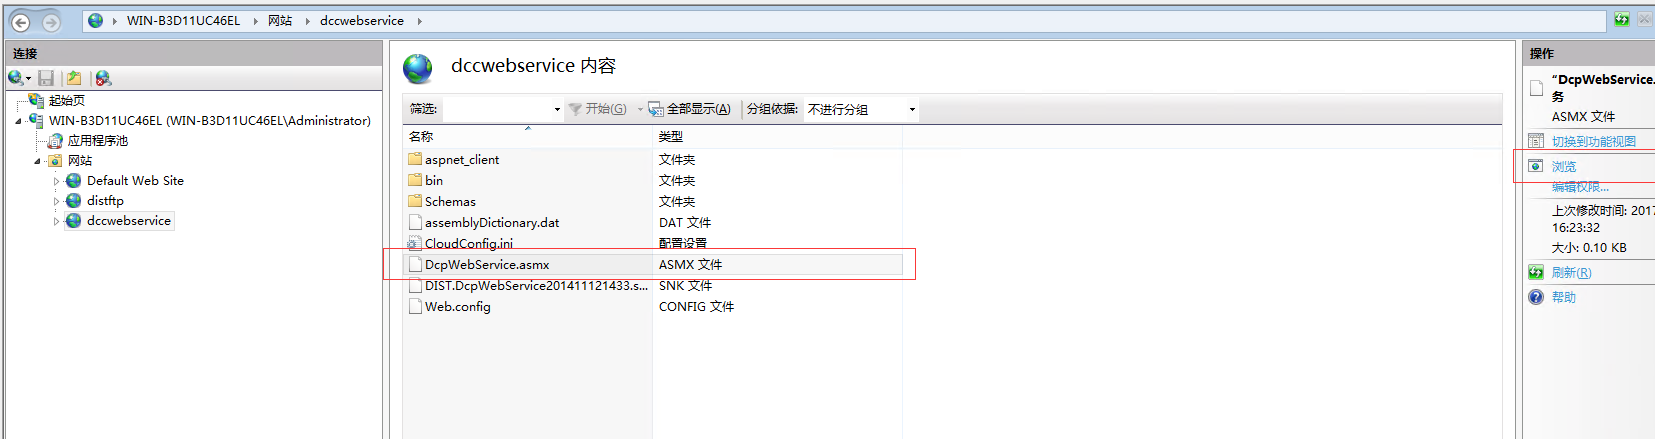 WIN-B3D11UC46EL 网站 dccwebservice
连接
起始页
WIN-B3D11UC46EL (WIN-B3D11UC46EL\Administrator)
应用程序池
网站
Default Web Site
distftp
dccwebservice
dccwebservice 内容
筛选: 开始(G) 全部显示(A) 分组依据: 不进行分组
名称 类型
aspnet_client 文件夹
bin 文件夹
Schemas 文件夹
assemblyDictionary.dat DAT 文件
CloudConfig.ini 配置设置
DcpWebService.asmx ASMX 文件
DIST.DcpWebService201411121433.s... SNK 文件
Web.config CONFIG 文件
操作
“DcpWebService.
务
ASMX 文件
切换到功能视图
浏览
编辑权限...
上次修改时间: 2017
16:23:32
大小: 0.10 KB
刷新(R)
帮助